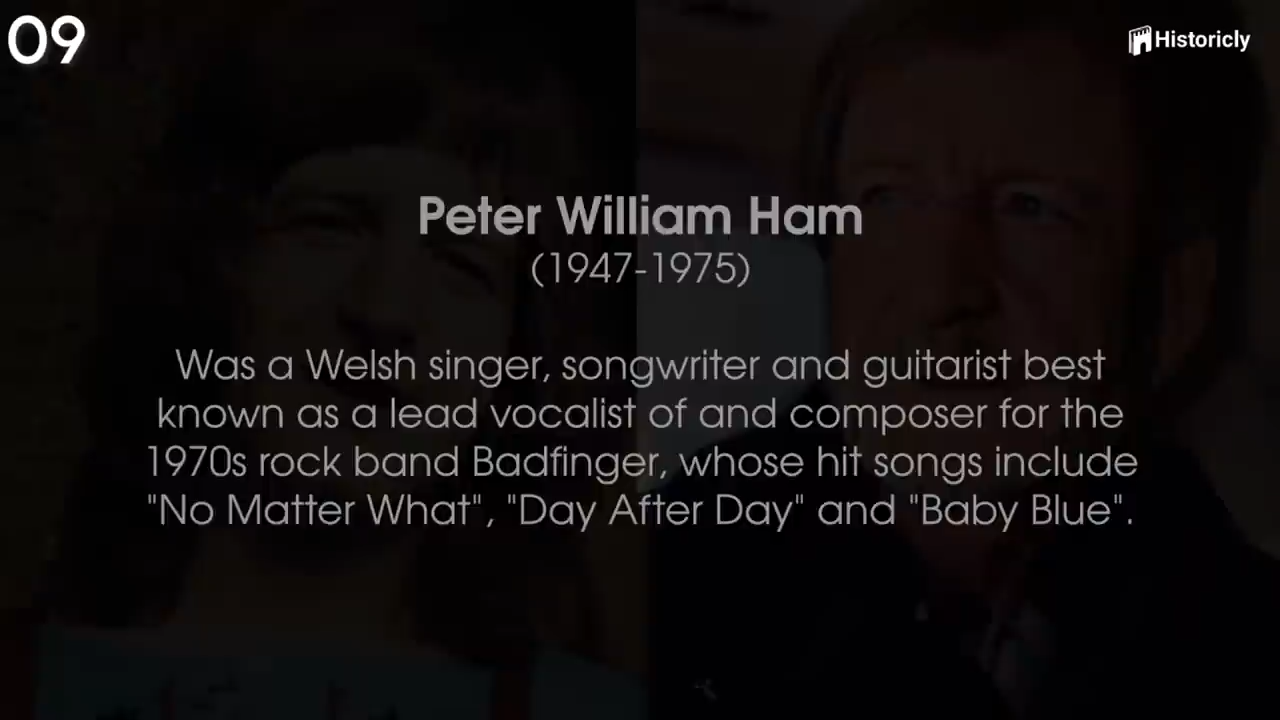 09
Historicly
Peter William Ham
(1947-1975)
Was a Welsh singer, songwriter and guitarist best
known as a lead vocalist of and composer for the
1970s rock band Badfinger, whose hit songs include
"No Matter What", "Day After Day" and "Baby Blue".